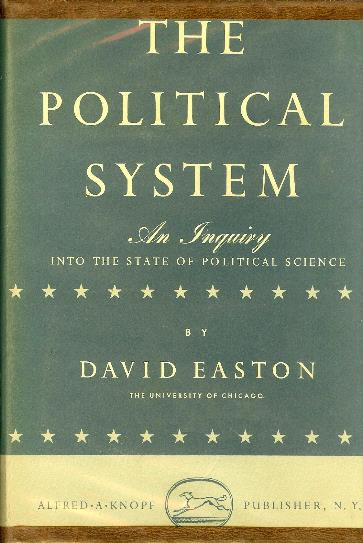 THE
POLITICAL
SYSTEM
An Inquiry
INTO THE STATE OF POLITICAL SCIENCE
BY
DAVID EASTON
THE UNIVERSITY OF CHICAGO
ALFRED·A·KNOPF PUBLISHER, N. Y.